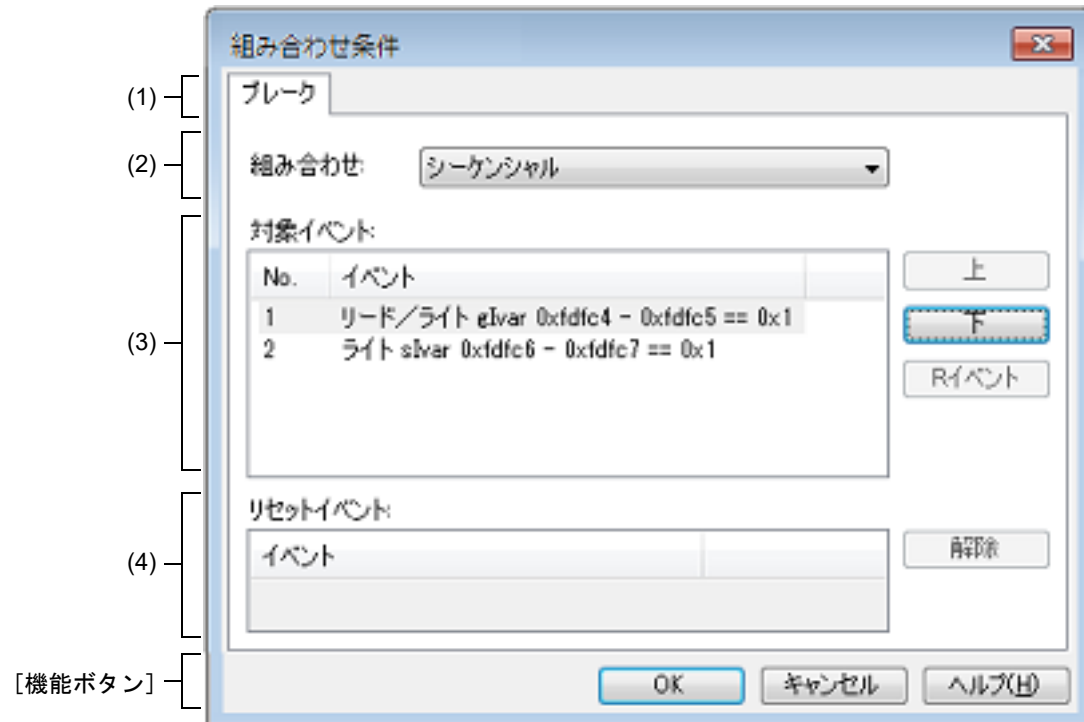 組み合わせ条件
(1)
ブレーク
(2)
組み合わせ: シーケンシャル
対象イベント:
(3)
No. イベント
1 リード／ライト gIvar 0xfdfc4 - 0xfdfc5 == 0x1
2 ライト sIvar 0xfdfc6 - 0xfdfc7 == 0x1
上
下
Rイベント
リセットイベント:
(4)
イベント
解除
[機能ボタン]
OK キャンセル ヘルプ(H)